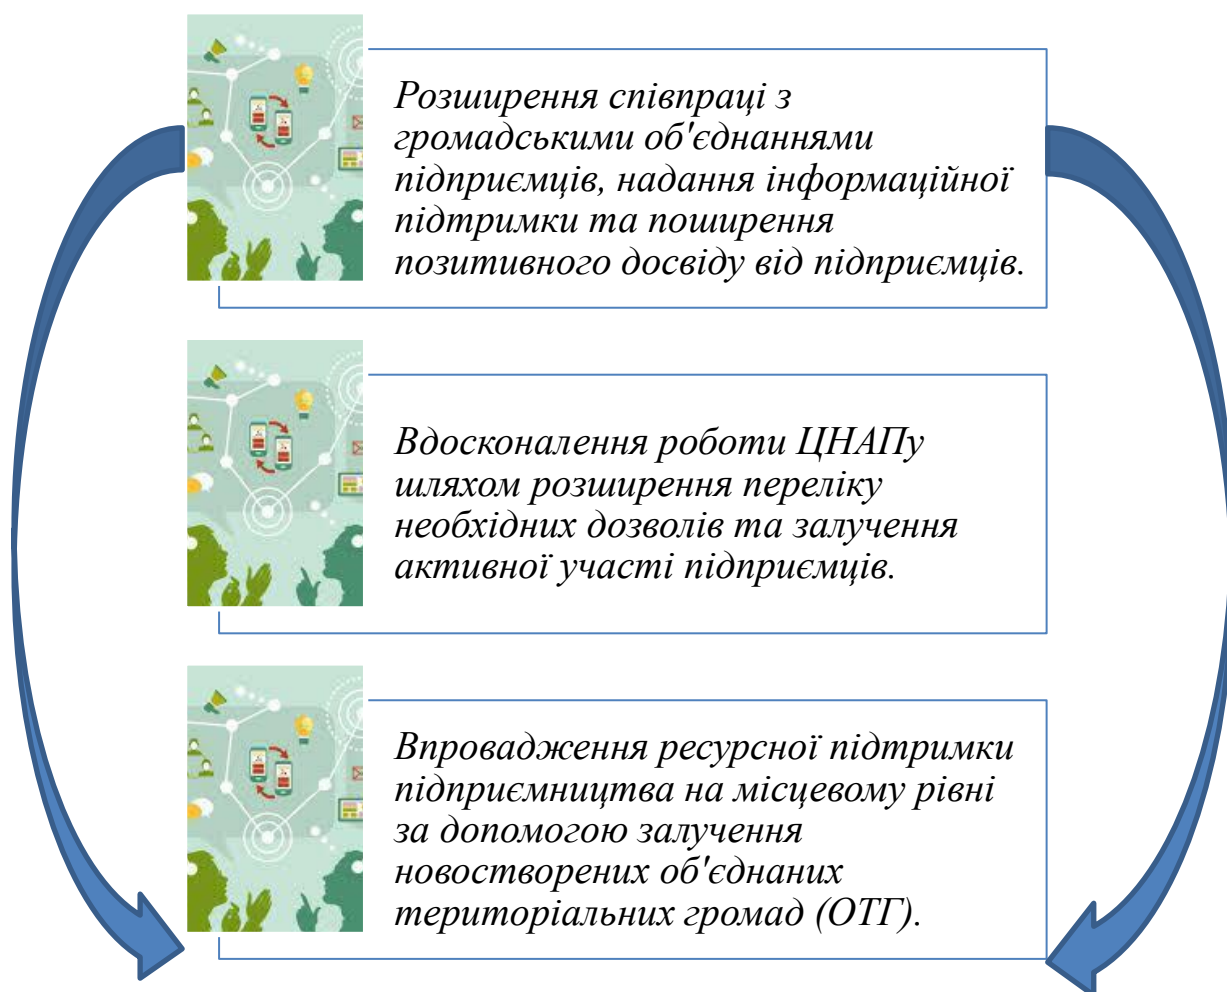 Розширення співпраці з
громадськими об'єднаннями
підприємців, надання інформаційної
підтримки та поширення
позитивного досвіду від підприємців.
Вдосконалення роботи ЦНАПу
шляхом розширення переліку
необхідних дозволів та залучення
активної участі підприємців.
Впровадження ресурсної підтримки
підприємництва на місцевому рівні
за допомогою залучення
новостворених об'єднаних
територіальних громад (ОТГ).